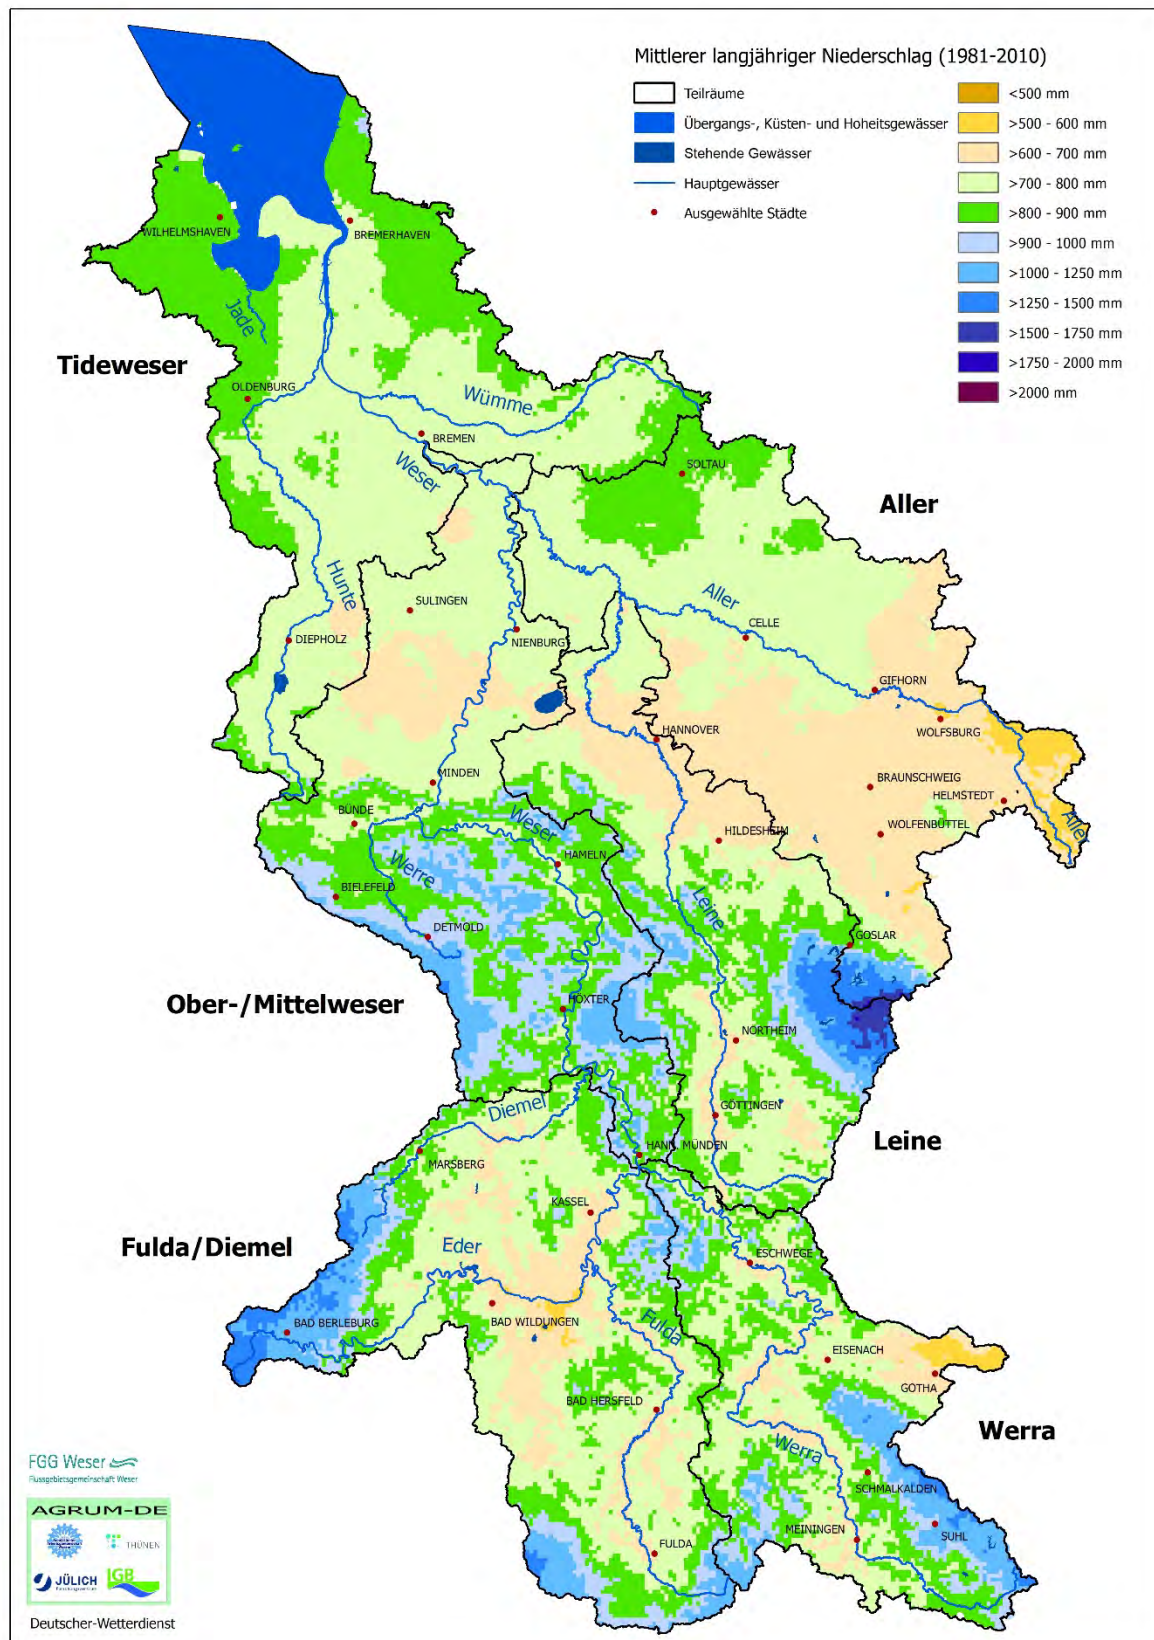 Mittlerer langjähriger Niederschlag (1981-2010)
Teilräume
Übergangs-, Küsten- und Hoheitsgewässer
Stehende Gewässer
Hauptgewässer
Ausgewählte Städte
<500 mm
>500 - 600 mm
>600 - 700 mm
>700 - 800 mm
>800 - 900 mm
>900 - 1000 mm
>1000 - 1250 mm
>1250 - 1500 mm
>1500 - 1750 mm
>1750 - 2000 mm
>2000 mm
WILHELMSHAVEN
BREMERHAVEN
Jade
Tideweser
OLDENBURG
Wümme
BREMEN
Weser
SOLTAU
Aller
Hunte
Aller
SULINGEN
CELLE
DIEPHOLZ
NIENBURG
GIFHORN
WOLFSBURG
HANNOVER
MINDEN
BRAUNSCHWEIG
HELMSTEDT
BÜNDE
Weser
WOLFENBÜTTEL
Aller
HILDESHEIM
Werre
HAMELN
BIELEFELD
Leine
DETMOLD
GOSLAR
Ober-/Mittelweser
HÖXTER
NORTHEIM
Diemel
GÖTTINGEN
Leine
HANN. MÜNDEN
MARSBERG
KASSEL
Fulda/Diemel
Eder
ESCHWEGE
BAD BERLEBURG
BAD WILDUNGEN
Fulda
EISENACH
GOTHA
BAD HERSFELD
Werra
Werra
SCHMALKALDEN
MEININGEN
SUHL
FULDA
FGG Weser
Flussgebietsgemeinschaft Weser
AGRUM-DE
THÜNEN
JÜLICH
Forschungszentrum
IGB
Deutscher-Wetterdienst